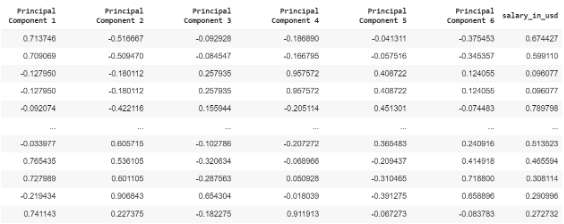 Principal Component 1 Principal Component 2 Principal Component 3 Principal Component 4 Principal Component 5 Principal Component 6 salary_in_usd
0.713746 -0.516667 -0.092928 -0.186890 -0.041311 -0.375453 0.674427
0.709069 -0.509470 -0.084547 -0.166795 -0.057516 -0.345357 0.599110
-0.127950 -0.180112 0.257935 0.957572 0.408722 0.124055 0.096077
-0.127950 -0.180112 0.257935 0.957572 0.408722 0.124055 0.096077
-0.092074 -0.422116 0.155944 -0.205114 0.451301 -0.074483 0.789798
... ... ... ... ... ... ...
-0.033977 0.605715 -0.102786 -0.207272 0.365483 0.240916 0.513523
0.765435 0.536105 -0.320634 -0.068966 -0.209437 0.414918 0.465594
0.727989 0.601105 -0.287563 0.050928 -0.310465 0.718800 0.308114
-0.219434 0.906843 0.654304 -0.018039 -0.391275 0.658896 0.290996
0.741143 0.227375 -0.182275 0.911913 -0.067273 -0.083783 0.272732